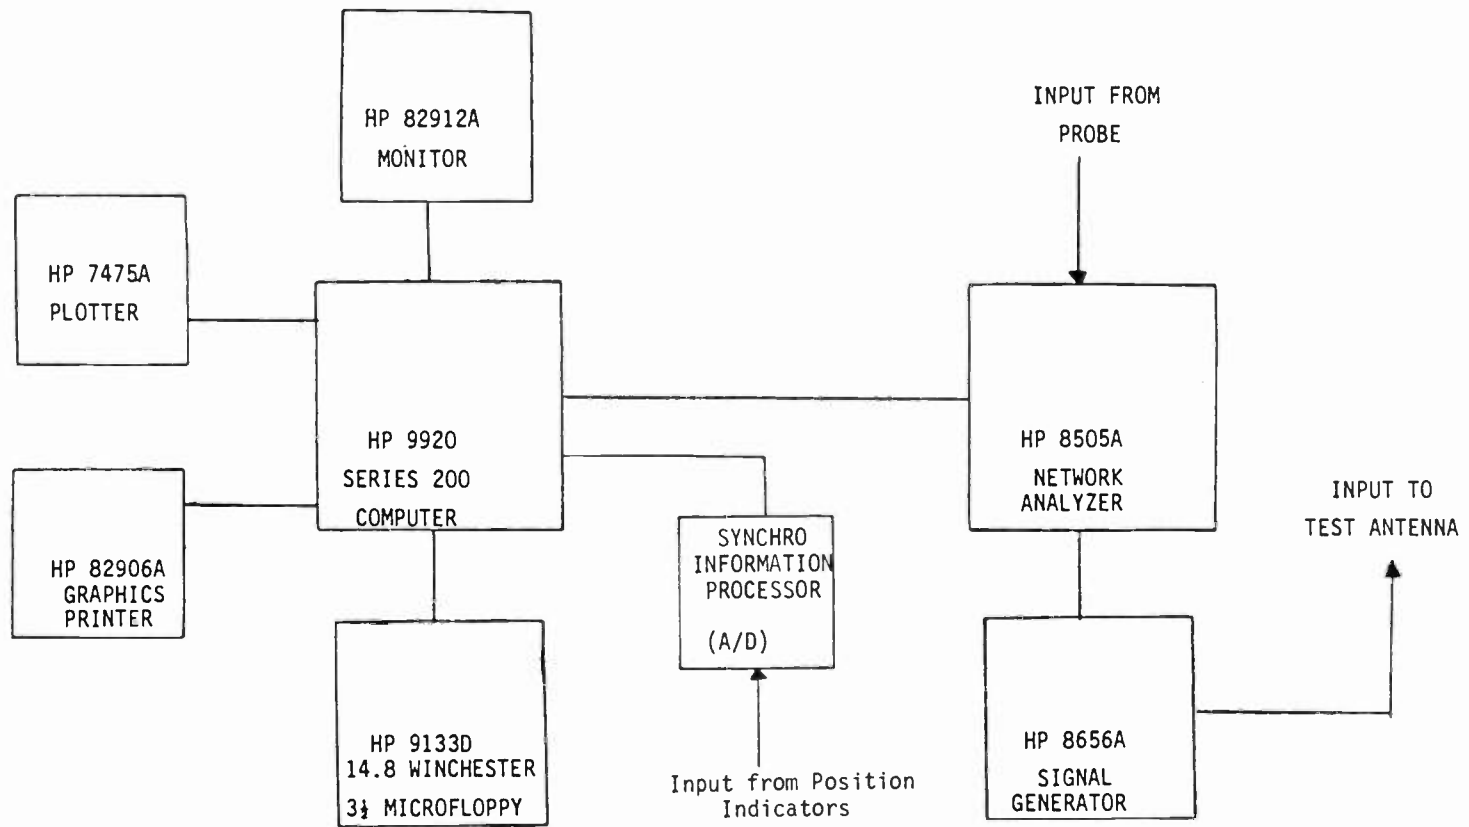 HP 82912A
MONITOR
INPUT FROM
PROBE
HP 7475A
PLOTTER
HP 9920
SERIES 200
COMPUTER
HP 8505A
NETWORK
ANALYZER
INPUT TO
TEST ANTENNA
HP 82906A
GRAPHICS
PRINTER
SYNCHRO
INFORMATION
PROCESSOR
(A/D)
HP 9133D
14.8 WINCHESTER
3½ MICROFLOPPY
Input from Position
Indicators
HP 8656A
SIGNAL
GENERATOR